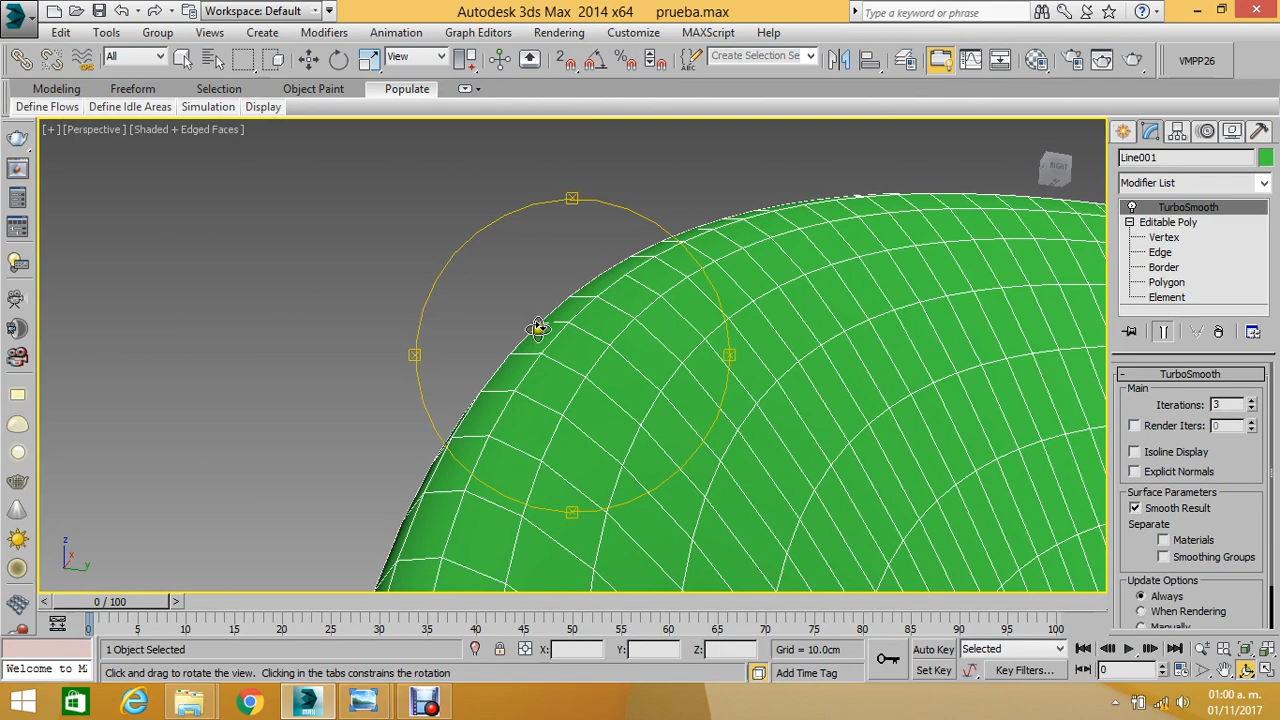 Workspace: Default
Autodesk 3ds Max 2014 x64 prueba.max
Type a keyword or phrase
Edit Tools Group Views Create Modifiers Animation Graph Editors Rendering Customize MAXScript Help
All View Create Selection Se VMPP26
Modeling Freeform Selection Object Paint Populate
Define Flows Define Idle Areas Simulation Display
[+] [Perspective] [Shaded + Edged Faces]
RIGHT
Line001
Modifier List
TurboSmooth
Editable Poly
Vertex
Edge
Border
Polygon
Element
TurboSmooth
Main
Iterations: 3
Render Iters: 0
Isoline Display
Explicit Normals
Surface Parameters
Smooth Result
Separate
Materials
Smoothing Groups
Update Options
Always
When Rendering
Manually
z
x
y
< 0 / 100 >
0 5 10 15 20 25 30 35 40 45 50 55 60 65 70 75 80 85 90 95 100
1 Object Selected X: Y: Z: Grid = 10.0cm Auto Key Selected
Welcome to M
Click and drag to rotate the view. Clicking in the tabs constrains the rotation Add Time Tag Set Key Key Filters... 0
01:00 a. m.
01/11/2017